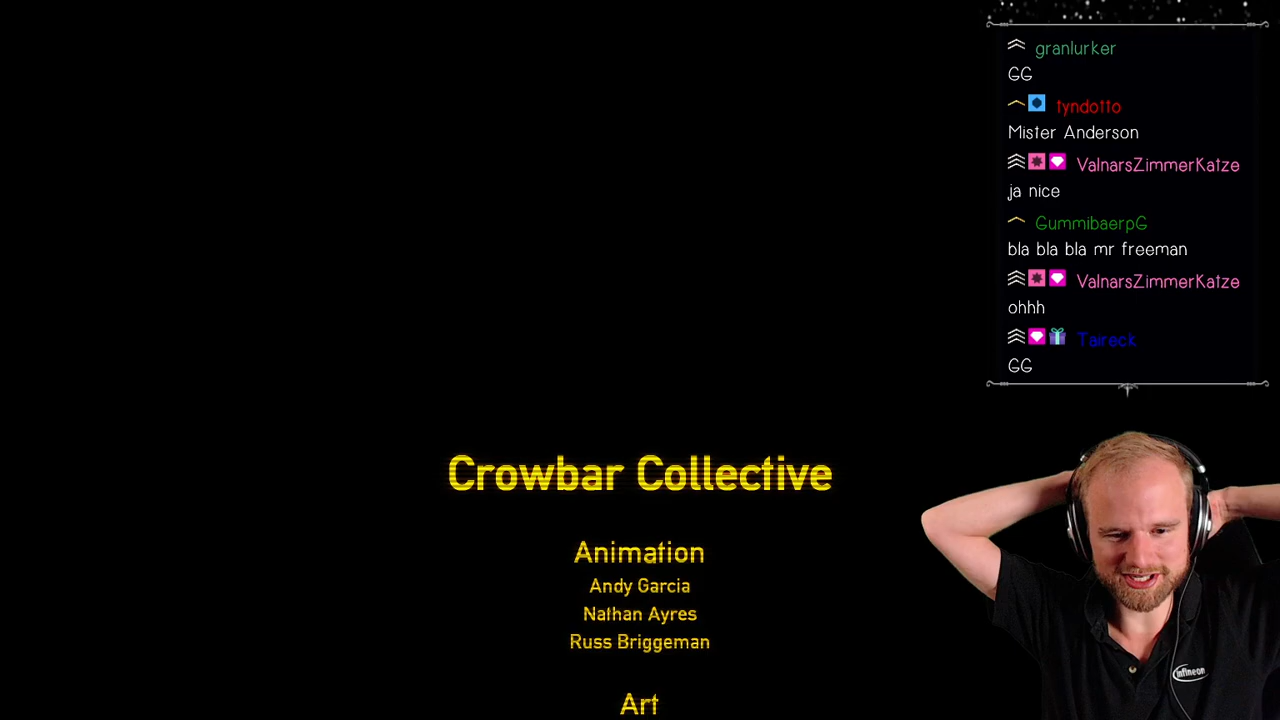 granlurker
GG
tyndotto
Mister Anderson
ValnarsZimmerKatze
ja nice
GummibaerpG
bla bla bla mr freeman
ValnarsZimmerKatze
ohhh
Taireck
GG
Crowbar Collective
Animation
Andy Garcia
Nathan Ayres
Russ Briggeman
Art
infineon